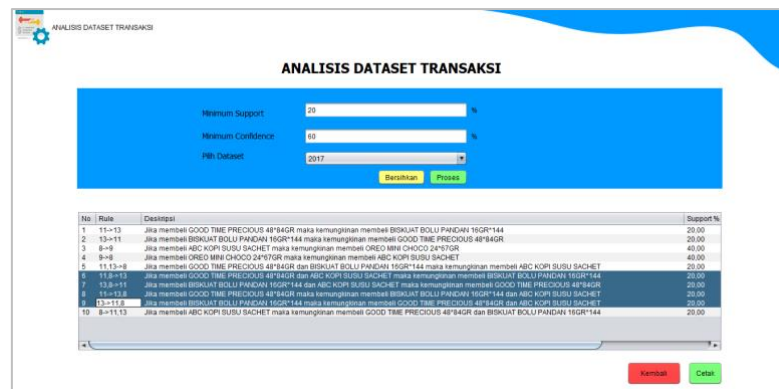 ANALISIS DATASET TRANSAKSI
ANALISIS DATASET TRANSAKSI
Minimum Support 20 %
Minimum Confidence 60 %
Pilih Dataset 2017
Bersihkan Proses
No Rule Deskripsi Support %
1 11->13 Jika membeli GOOD TIME PRECIOUS 48*84GR maka kemungkinan membeli BISKUAT BOLU PANDAN 16GR*144 20,00
2 13->11 Jika membeli BISKUAT BOLU PANDAN 16GR*144 maka kemungkinan membeli GOOD TIME PRECIOUS 48*84GR 20,00
3 8->9 Jika membeli ABC KOPI SUSU SACHET maka kemungkinan membeli OREO MINI CHOCO 24*67GR 40,00
4 9->8 Jika membeli OREO MINI CHOCO 24*67GR maka kemungkinan membeli ABC KOPI SUSU SACHET 40,00
5 11,13->8 Jika membeli GOOD TIME PRECIOUS 48*84GR dan BISKUAT BOLU PANDAN 16GR*144 maka kemungkinan membeli ABC KOPI SUSU SACHET 20,00
6 11,8->13 Jika membeli GOOD TIME PRECIOUS 48*84GR dan ABC KOPI SUSU SACHET maka kemungkinan membeli BISKUAT BOLU PANDAN 16GR*144 20,00
7 13,8->11 Jika membeli BISKUAT BOLU PANDAN 16GR*144 dan ABC KOPI SUSU SACHET maka kemungkinan membeli GOOD TIME PRECIOUS 48*84GR 20,00
8 11->13,8 Jika membeli GOOD TIME PRECIOUS 48*84GR maka kemungkinan membeli BISKUAT BOLU PANDAN 16GR*144 dan ABC KOPI SUSU SACHET 20,00
9 13->11,8 Jika membeli BISKUAT BOLU PANDAN 16GR*144 maka kemungkinan membeli GOOD TIME PRECIOUS 48*84GR dan ABC KOPI SUSU SACHET 20,00
10 8->11,13 Jika membeli ABC KOPI SUSU SACHET maka kemungkinan membeli GOOD TIME PRECIOUS 48*84GR dan BISKUAT BOLU PANDAN 16GR*144 20,00
Kembali Cetak